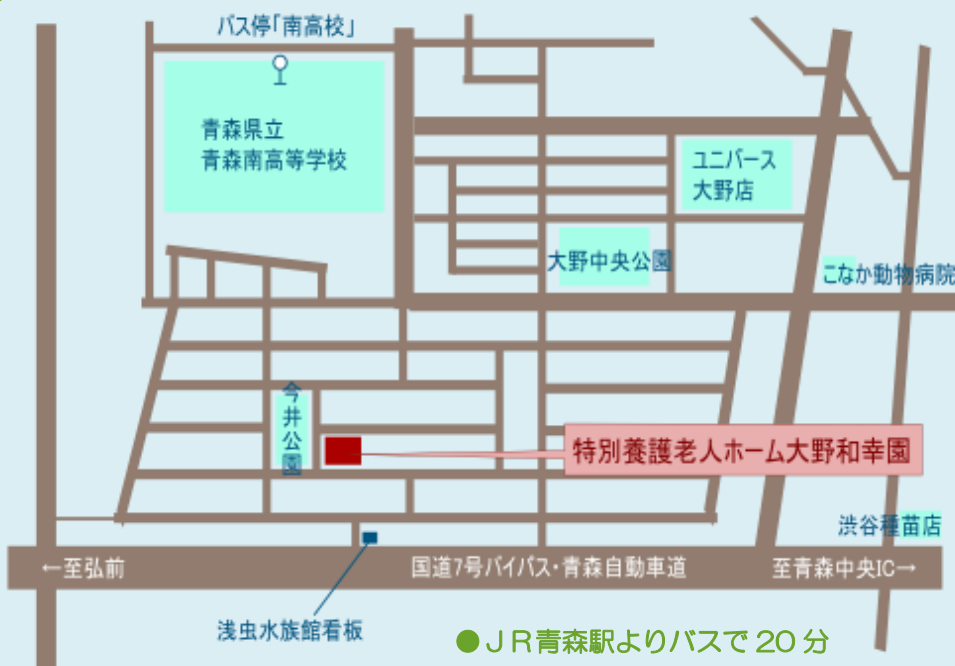 バス停「南高校」
青森県立
青森南高等学校
ユニバース
大野店
大野中央公園
こなか動物病院
今井公園
特別養護老人ホーム大野和幸園
渋谷種苗店
←至弘前
国道7号バイパス・青森自動車道
至青森中央IC→
浅虫水族館看板
●ＪＲ青森駅よりバスで20分